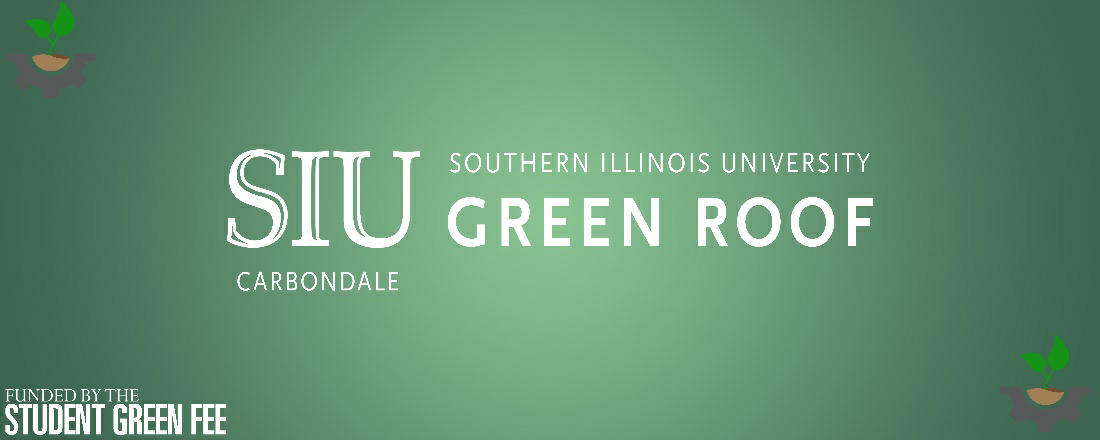 SIU
CARBONDALE
SOUTHERN ILLINOIS UNIVERSITY
GREEN ROOF
FUNDED BY THE
STUDENT GREEN FEE